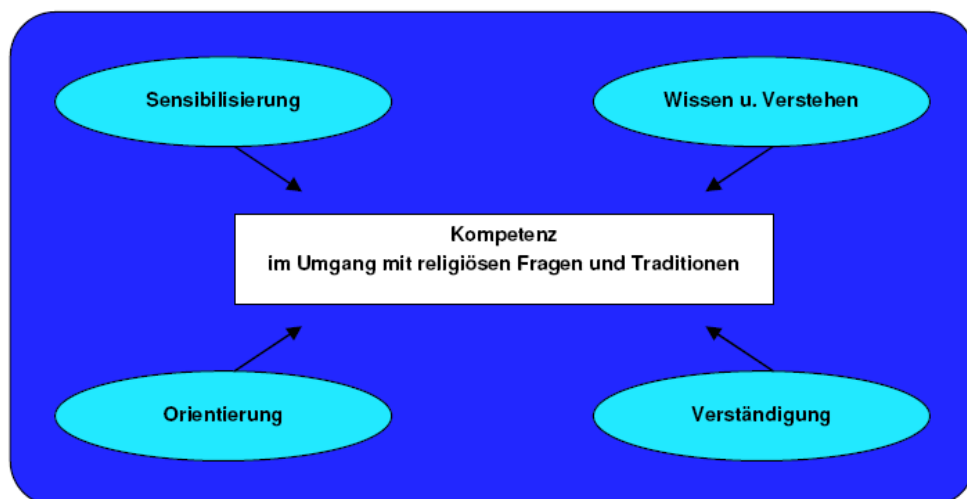 Sensibilisierung
Wissen u. Verstehen
Kompetenz
im Umgang mit religiösen Fragen und Traditionen
Orientierung
Verständigung